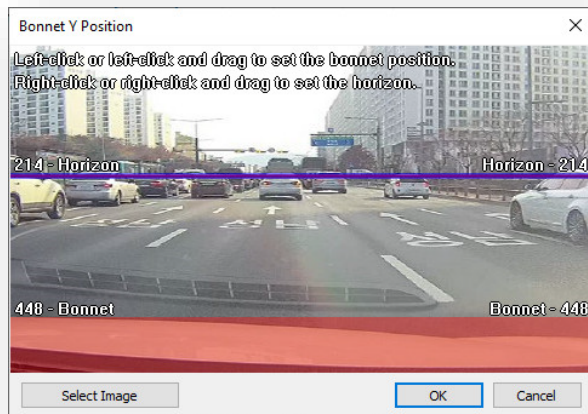 Bonnet Y Position
Left-click or left-click and drag to set the bonnet position.
Right-click or right-click and drag to set the horizon.
214 - Horizon
Horizon - 214
448 - Bonnet
Bonnet - 448
Select Image
OK
Cancel